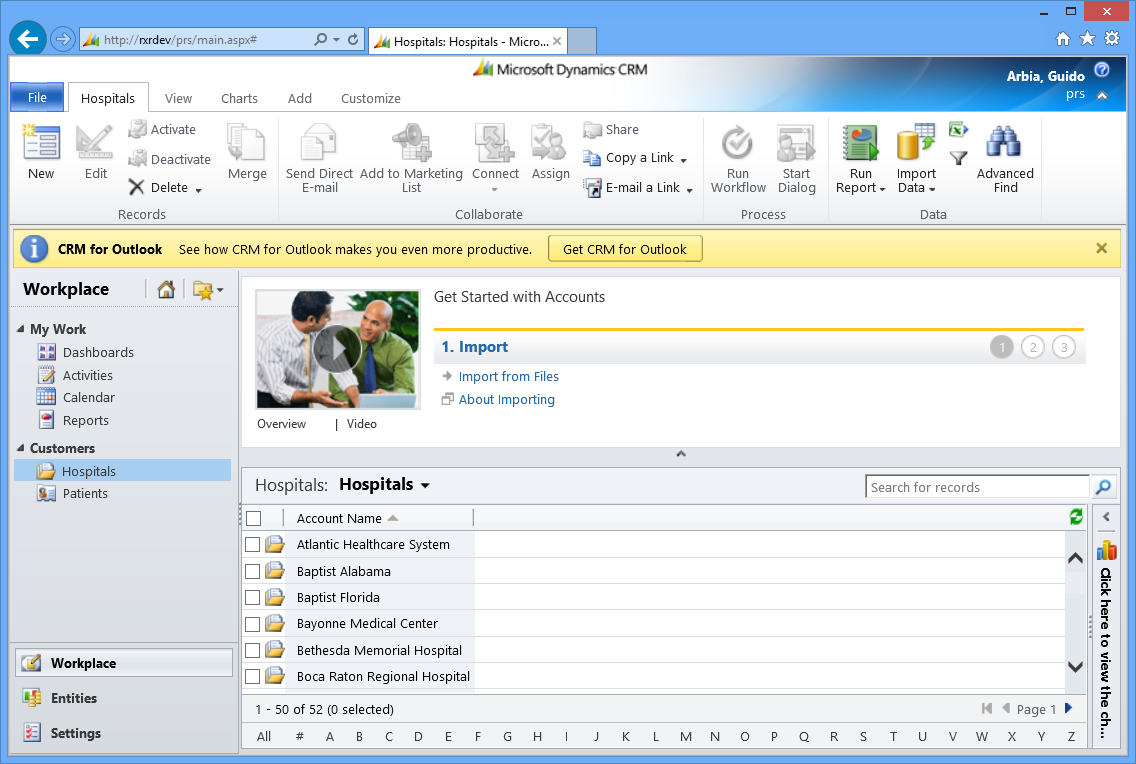 http://rxrdev/prs/main.aspx#
Hospitals: Hospitals - Micro...
Microsoft Dynamics CRM
Arbia, Guido
prs
File
Hospitals
View
Charts
Add
Customize
New
Edit
Activate
Deactivate
Delete
Merge
Records
Send Direct
E-mail
Add to Marketing
List
Connect
Assign
Share
Copy a Link
E-mail a Link
Collaborate
Run
Workflow
Start
Dialog
Process
Run
Report
Import
Data
Advanced
Find
Data
CRM for Outlook See how CRM for Outlook makes you even more productive. Get CRM for Outlook
Workplace
My Work
Dashboards
Activities
Calendar
Reports
Customers
Hospitals
Patients
Workplace
Entities
Settings
Get Started with Accounts
1. Import
1 2 3
Import from Files
About Importing
Overview | Video
Hospitals: Hospitals
Search for records
Account Name
Atlantic Healthcare System
Baptist Alabama
Baptist Florida
Bayonne Medical Center
Bethesda Memorial Hospital
Boca Raton Regional Hospital
Click here to view the ch...
1 - 50 of 52 (0 selected)
Page 1
All # A B C D E F G H I J K L M N O P Q R S T U V W X Y Z